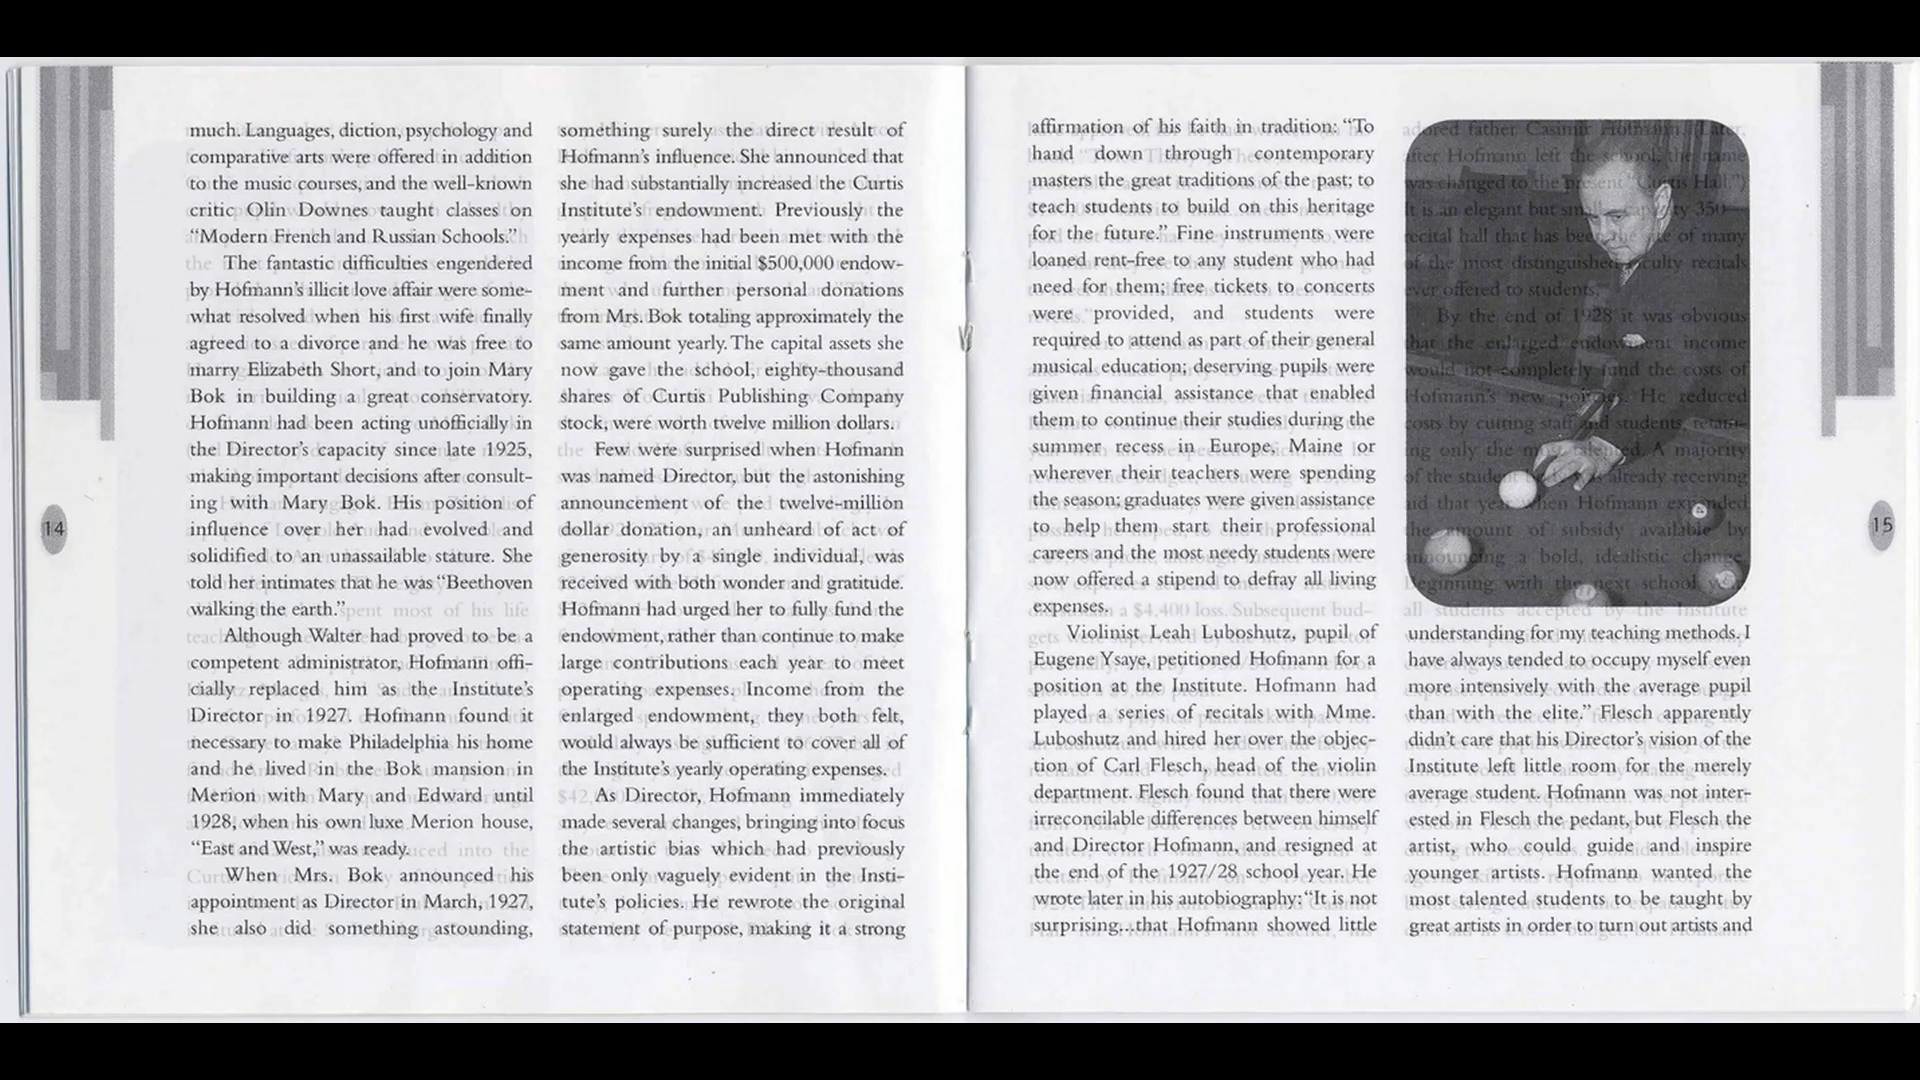 much. Languages, diction, psychology and
comparative arts were offered in addition
to the music courses, and the well-known
critic Olin Downes taught classes on
“Modern French and Russian Schools.”
The fantastic difficulties engendered
by Hofmann’s illicit love affair were some-
what resolved when his first wife finally
agreed to a divorce and he was free to
marry Elizabeth Short, and to join Mary
Bok in building a great conservatory.
Hofmann had been acting unofficially in
the Director’s capacity since late 1925,
making important decisions after consult-
ing with Mary Bok. His position of
influence over her had evolved and
solidified to an unassailable stature. She
told her intimates that he was “Beethoven
walking the earth.”
Although Walter had proved to be a
competent administrator, Hofmann offi-
cially replaced him as the Institute’s
Director in 1927. Hofmann found it
necessary to make Philadelphia his home
and he lived in the Bok mansion in
Merion with Mary and Edward until
1928, when his own luxe Merion house,
“East and West,” was ready.
When Mrs. Bok announced his
appointment as Director in March, 1927,
she also did something astounding,
14
something surely the direct result of
Hofmann’s influence. She announced that
she had substantially increased the Curtis
Institute’s endowment. Previously the
yearly expenses had been met with the
income from the initial $500,000 endow-
ment and further personal donations
from Mrs. Bok totaling approximately the
same amount yearly. The capital assets she
now gave the school, eighty-thousand
shares of Curtis Publishing Company
stock, were worth twelve million dollars.
Few were surprised when Hofmann
was named Director, but the astonishing
announcement of the twelve-million
dollar donation, an unheard of act of
generosity by a single individual, was
received with both wonder and gratitude.
Hofmann had urged her to fully fund the
endowment, rather than continue to make
large contributions each year to meet
operating expenses. Income from the
enlarged endowment, they both felt,
would always be sufficient to cover all of
the Institute’s yearly operating expenses.
As Director, Hofmann immediately
made several changes, bringing into focus
the artistic bias which had previously
been only vaguely evident in the Insti-
tute’s policies. He rewrote the original
statement of purpose, making it a strong
affirmation of his faith in tradition: “To
hand down through contemporary
masters the great traditions of the past; to
teach students to build on this heritage
for the future.” Fine instruments were
loaned rent-free to any student who had
need for them; free tickets to concerts
were provided, and students were
required to attend as part of their general
musical education; deserving pupils were
given financial assistance that enabled
them to continue their studies during the
summer recess in Europe, Maine or
wherever their teachers were spending
the season; graduates were given assistance
to help them start their professional
careers and the most needy students were
now offered a stipend to defray all living
expenses.
Violinist Leah Luboshutz, pupil of
Eugene Ysaye, petitioned Hofmann for a
position at the Institute. Hofmann had
played a series of recitals with Mme.
Luboshutz and hired her over the objec-
tion of Carl Flesch, head of the violin
department. Flesch found that there were
irreconcilable differences between himself
and Director Hofmann, and resigned at
the end of the 1927/28 school year. He
wrote later in his autobiography: “It is not
surprising...that Hofmann showed little
understanding for my teaching methods. I
have always tended to occupy myself even
more intensively with the average pupil
than with the elite.” Flesch apparently
didn’t care that his Director’s vision of the
Institute left little room for the merely
average student. Hofmann was not inter-
ested in Flesch the pedant, but Flesch the
artist, who could guide and inspire
younger artists. Hofmann wanted the
most talented students to be taught by
great artists in order to turn out artists and
15